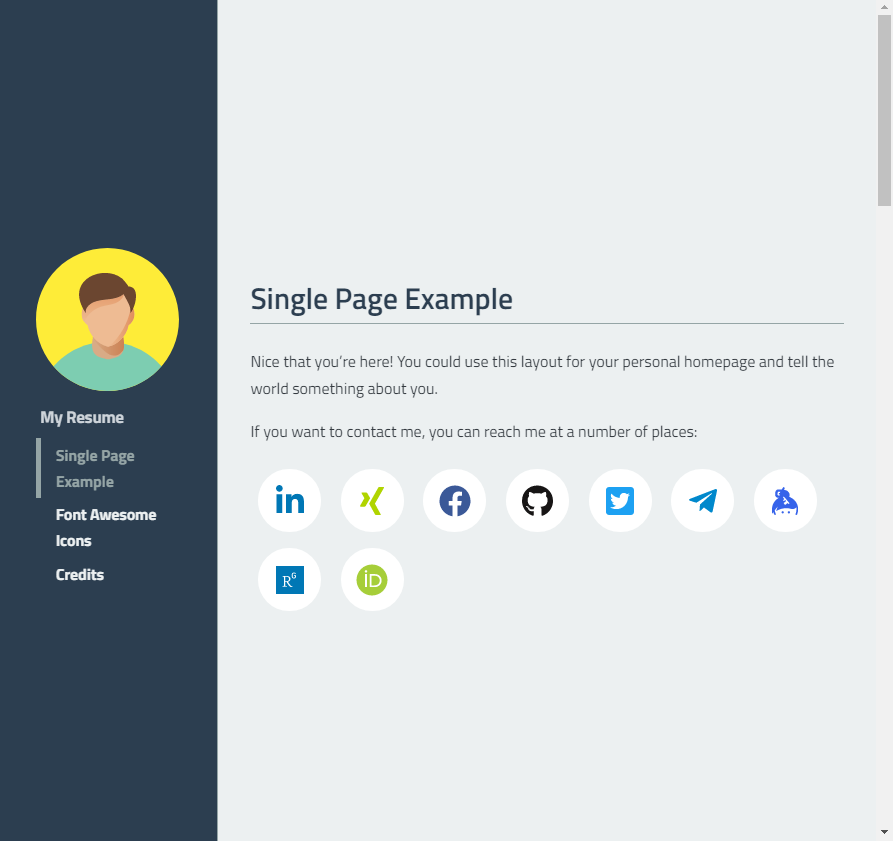 My Resume
Single Page
Example
Font Awesome
Icons
Credits
Single Page Example
Nice that you’re here! You could use this layout for your personal homepage and tell the
world something about you.
If you want to contact me, you can reach me at a number of places:
in
f
RG
iD